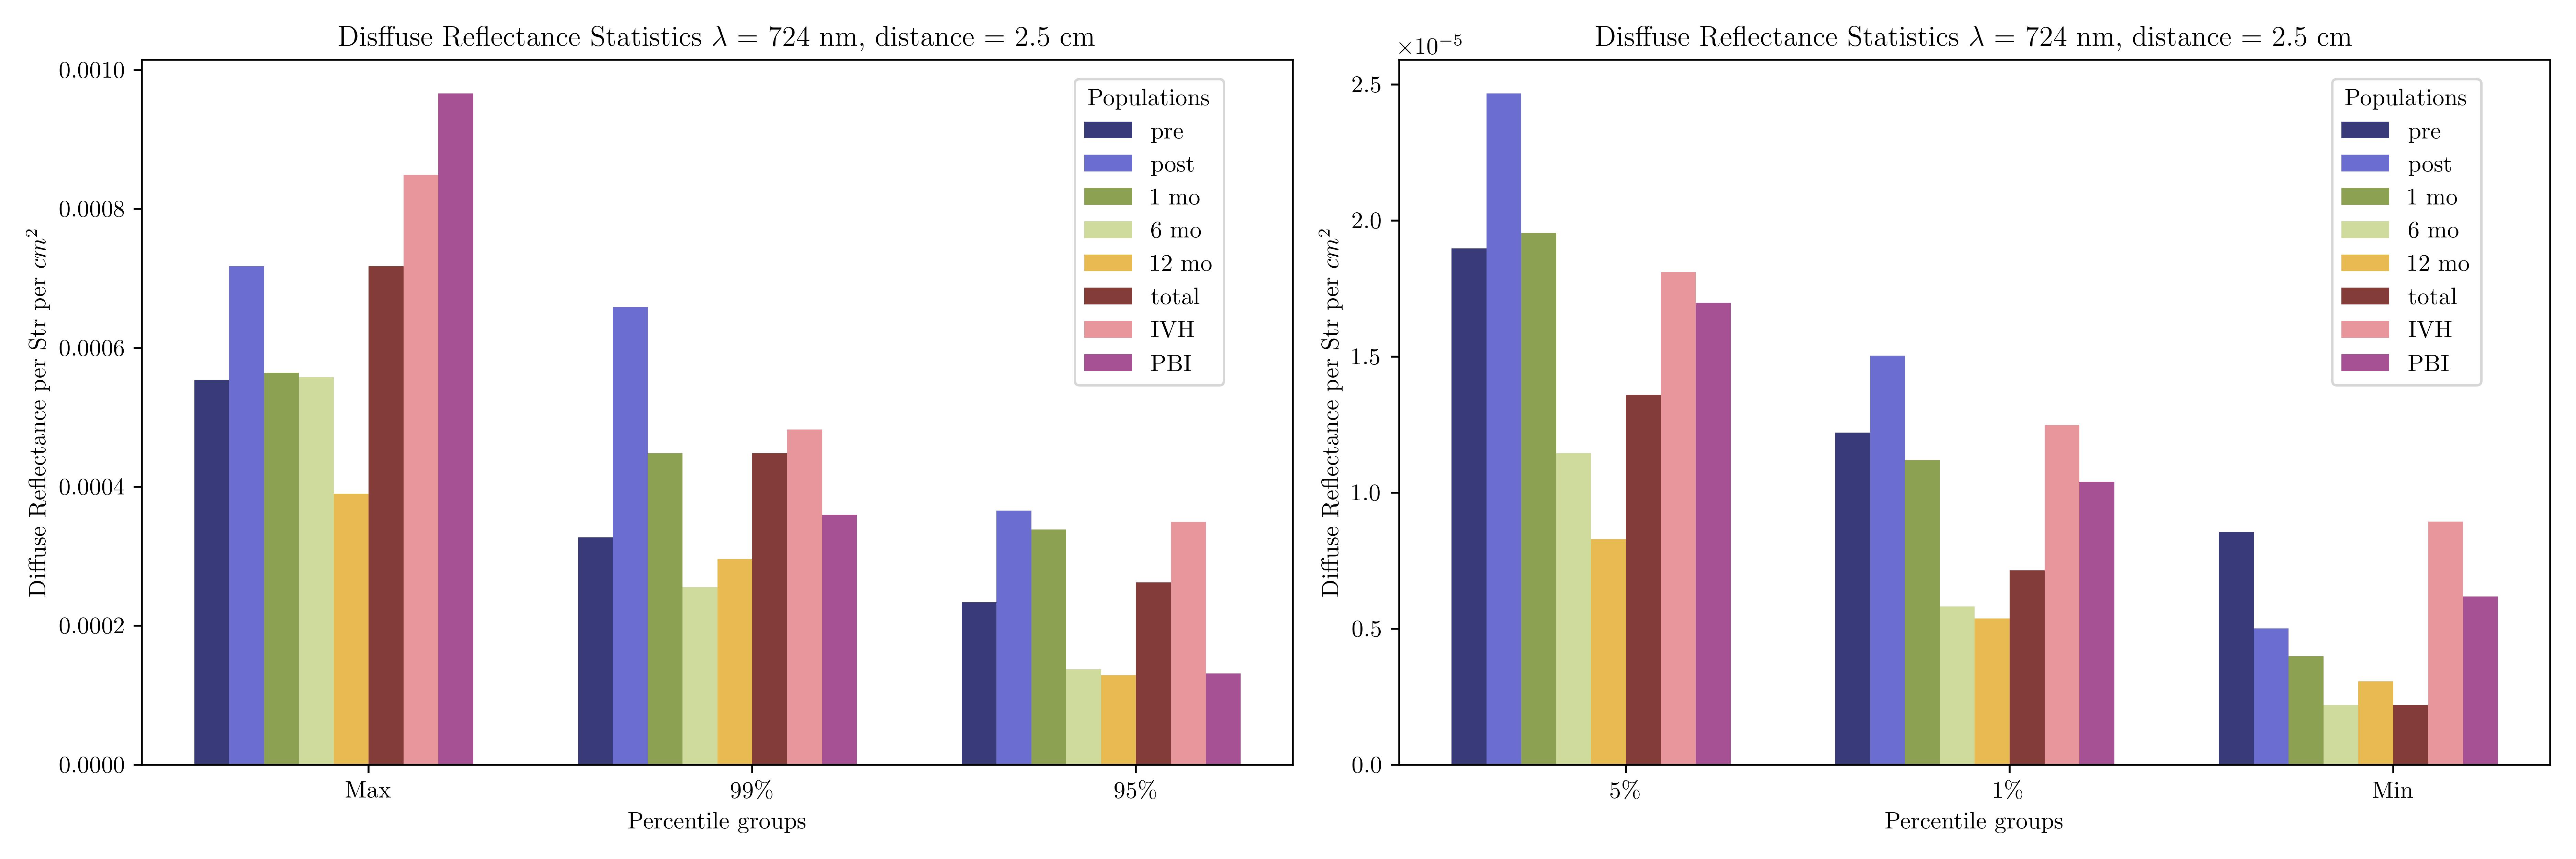 Disffuse Reflectance Statistics λ = 724 nm, distance = 2.5 cm
Diffuse Reflectance per Str per cm²
0.0010
0.0008
0.0006
0.0004
0.0002
0.0000
Populations
pre
post
1 mo
6 mo
12 mo
total
IVH
PBI
Max 99% 95%
Percentile groups
Disffuse Reflectance Statistics λ = 724 nm, distance = 2.5 cm
×10⁻⁵
Diffuse Reflectance per Str per cm²
2.5
2.0
1.5
1.0
0.5
0.0
Populations
pre
post
1 mo
6 mo
12 mo
total
IVH
PBI
5% 1% Min
Percentile groups